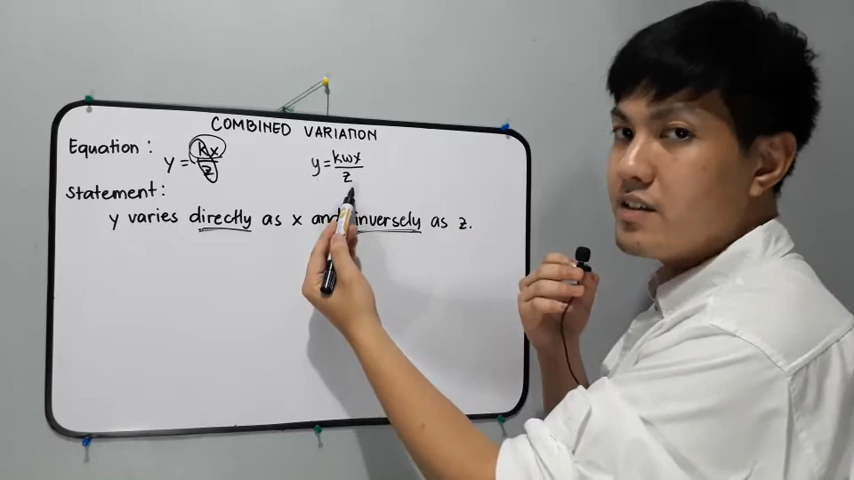 COMBINED VARIATION
Equation : y = kx/z y = kwx/z
Statement :
y varies directly as x and inversely as z.